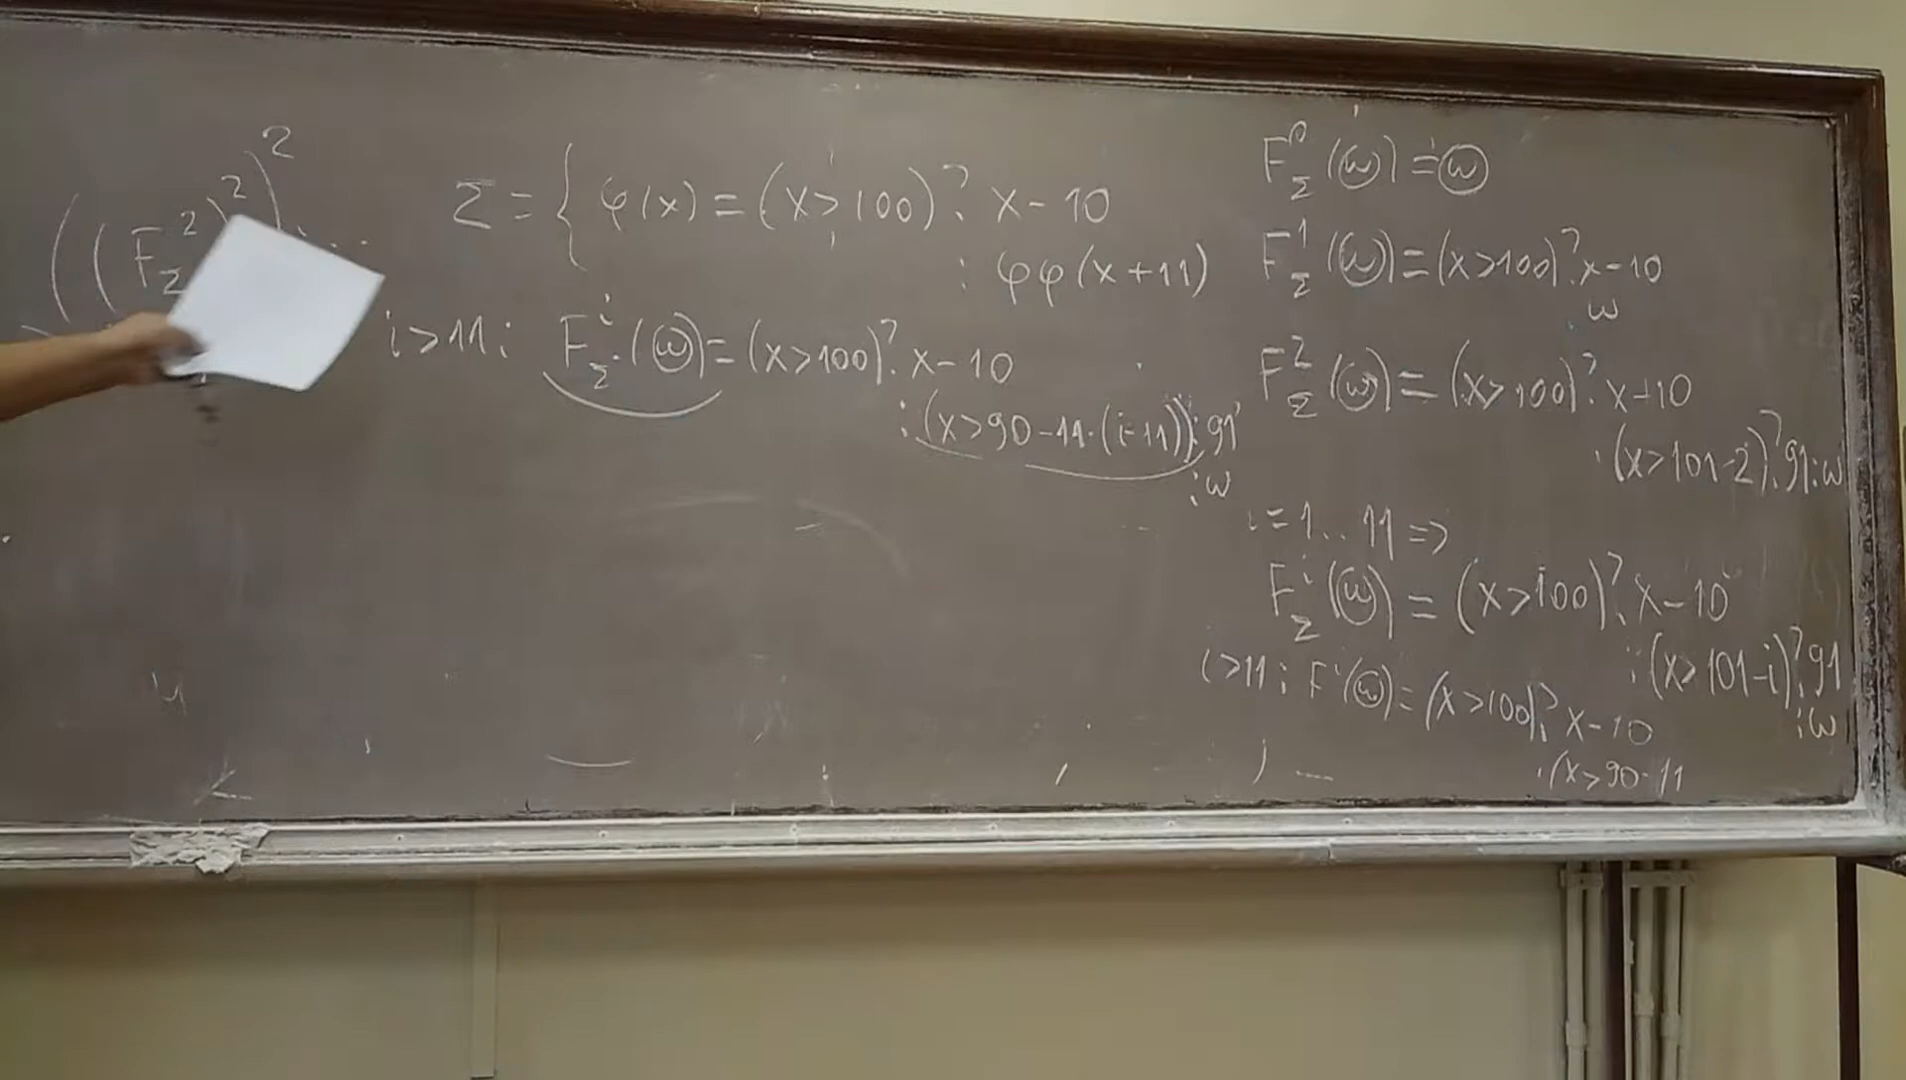 ((F_Σ^2)^2)^2 ...
Σ = { φ(x) = (x>100)? x-10
: φφ(x+11)
i>11: F_Σ^i(ⓦ) = (x>100)? x-10
: (x>90-11·(i-11)): 91
: ω
F_Σ^0(ⓦ) = ⓦ
F_Σ^1(ⓦ) = (x>100)? x-10
: ω
F_Σ^2(ⓦ) = (x>100)? x-10
: (x>101-2)? 91: ω
i = 1..11 =>
F_Σ^i(ⓦ) = (x>100)? x-10
: (x>101-i)? 91
: ω
i>11: F^i(ⓦ) = (x>100)? x-10
: (x>90-11